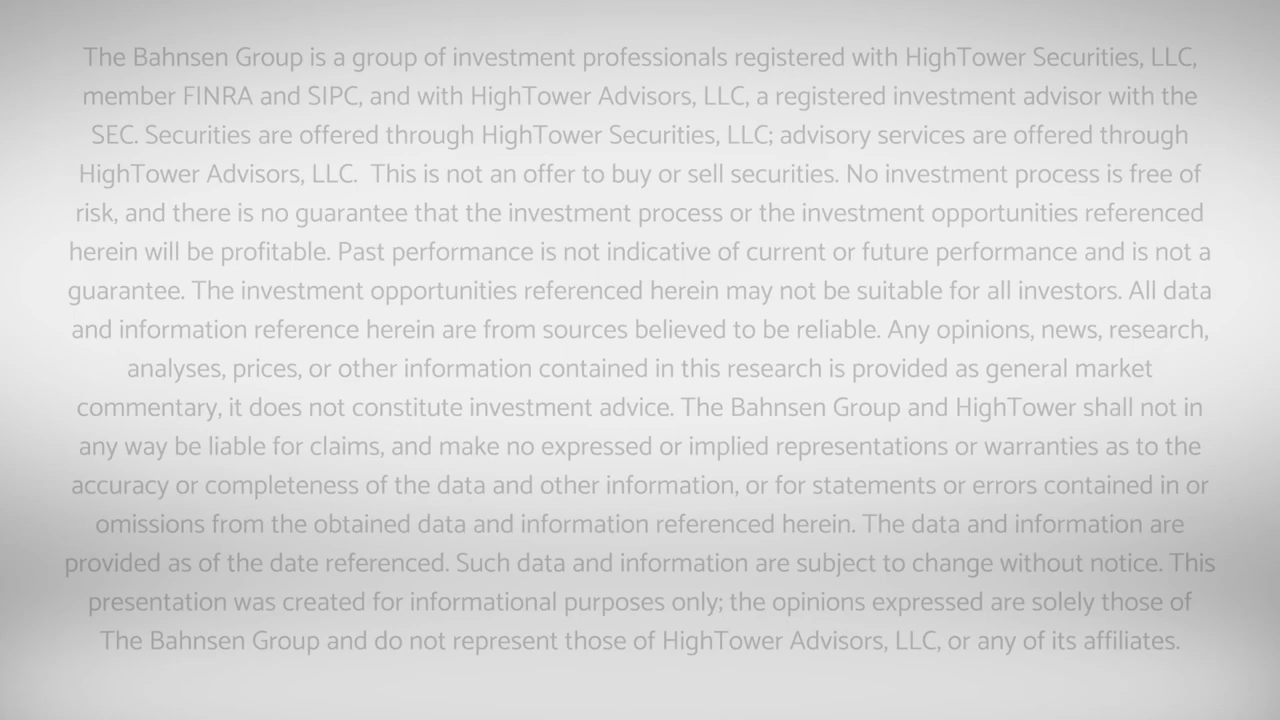 The Bahnsen Group is a group of investment professionals registered with HighTower Securities, LLC,
member FINRA and SIPC, and with HighTower Advisors, LLC, a registered investment advisor with the
SEC. Securities are offered through HighTower Securities, LLC; advisory services are offered through
HighTower Advisors, LLC.  This is not an offer to buy or sell securities. No investment process is free of
risk, and there is no guarantee that the investment process or the investment opportunities referenced
herein will be profitable. Past performance is not indicative of current or future performance and is not a
guarantee. The investment opportunities referenced herein may not be suitable for all investors. All data
and information reference herein are from sources believed to be reliable. Any opinions, news, research,
analyses, prices, or other information contained in this research is provided as general market
commentary, it does not constitute investment advice. The Bahnsen Group and HighTower shall not in
any way be liable for claims, and make no expressed or implied representations or warranties as to the
accuracy or completeness of the data and other information, or for statements or errors contained in or
omissions from the obtained data and information referenced herein. The data and information are
provided as of the date referenced. Such data and information are subject to change without notice. This
presentation was created for informational purposes only; the opinions expressed are solely those of
The Bahnsen Group and do not represent those of HighTower Advisors, LLC, or any of its affiliates.